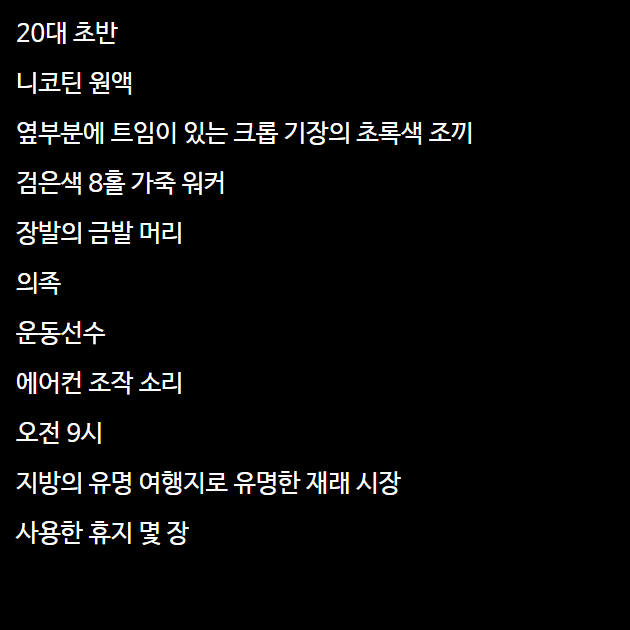 20대 초반
니코틴 원액
옆부분에 트임이 있는 크롭 기장의 초록색 조끼
검은색 8홀 가죽 워커
장발의 금발 머리
의족
운동선수
에어컨 조작 소리
오전 9시
지방의 유명 여행지로 유명한 재래 시장
사용한 휴지 몇 장